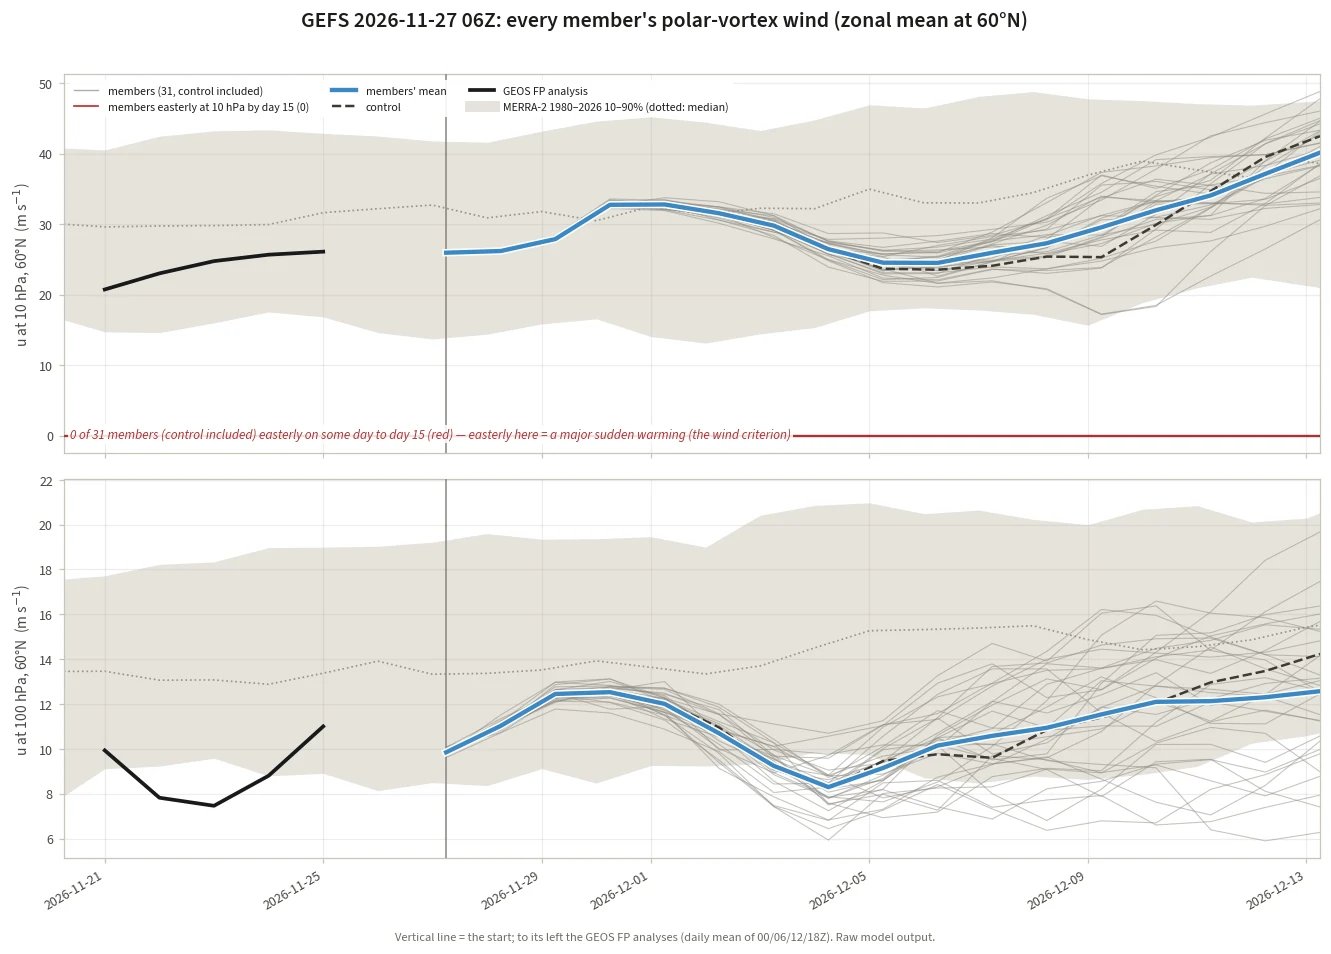 GEFS 2026-11-27 06Z: every member's polar-vortex wind (zonal mean at 60°N)
members (31, control included)
members easterly at 10 hPa by day 15 (0)
members' mean
control
GEOS FP analysis
MERRA-2 1980–2026 10–90% (dotted: median)
u at 10 hPa, 60°N (m s⁻¹)
50
40
30
20
10
0
0 of 31 members (control included) easterly on some day to day 15 (red) — easterly here = a major sudden warming (the wind criterion)
u at 100 hPa, 60°N (m s⁻¹)
22
20
18
16
14
12
10
8
6
2026-11-21
2026-11-25
2026-11-29
2026-12-01
2026-12-05
2026-12-09
2026-12-13
Vertical line = the start; to its left the GEOS FP analyses (daily mean of 00/06/12/18Z). Raw model output.